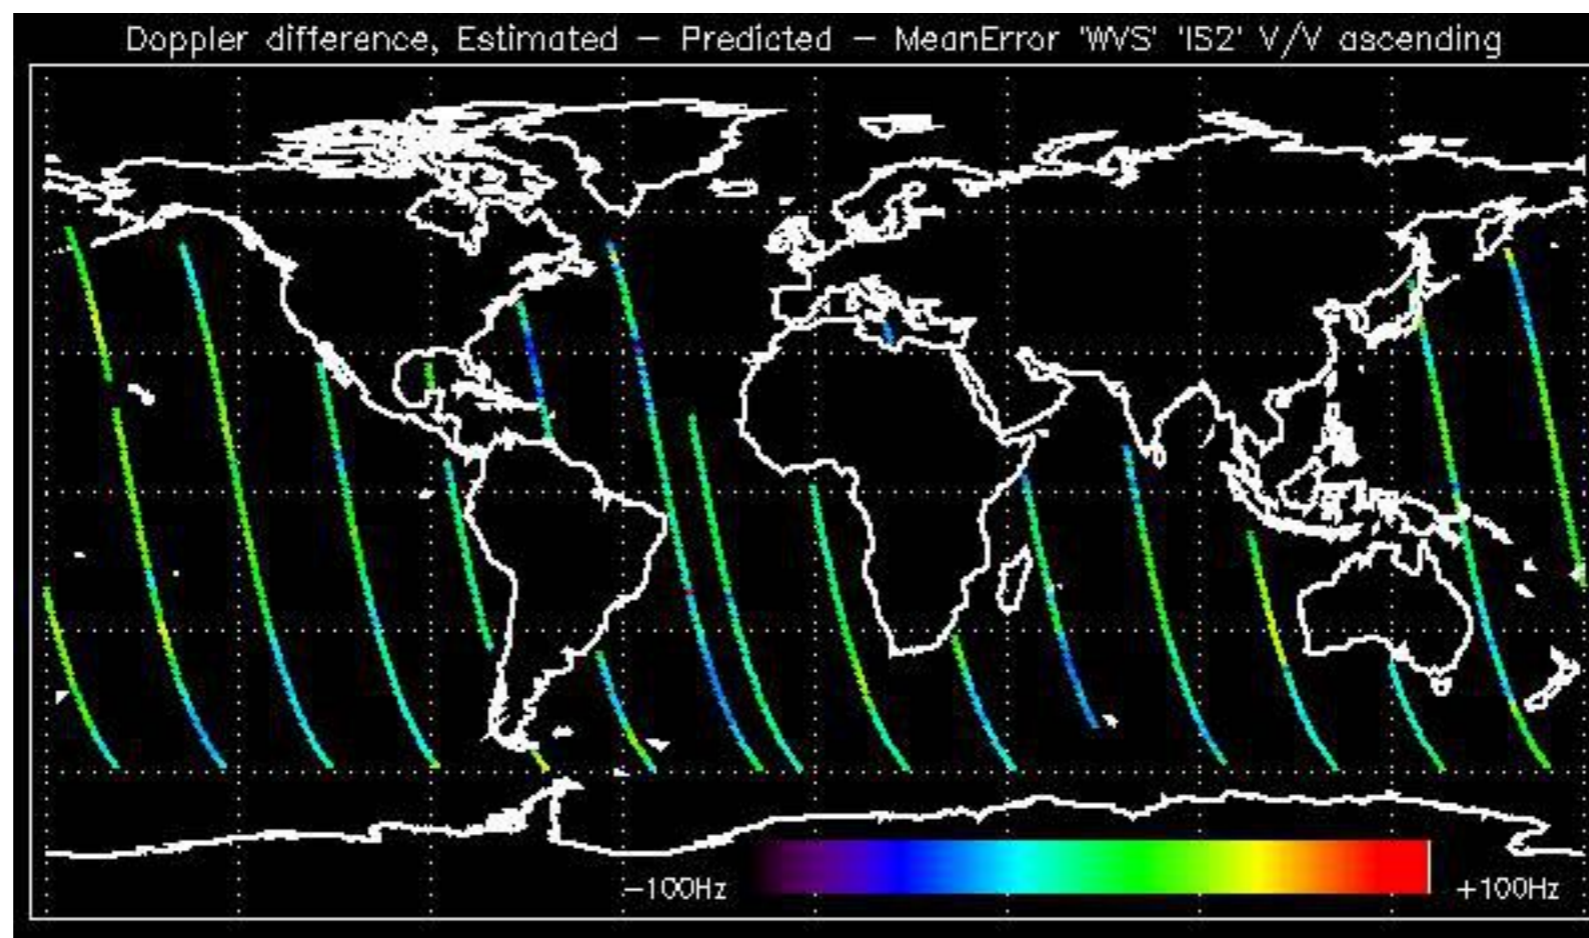 Doppler difference, Estimated – Predicted – MeanError 'WVS' 'IS2' V/V ascending
–100Hz
+100Hz